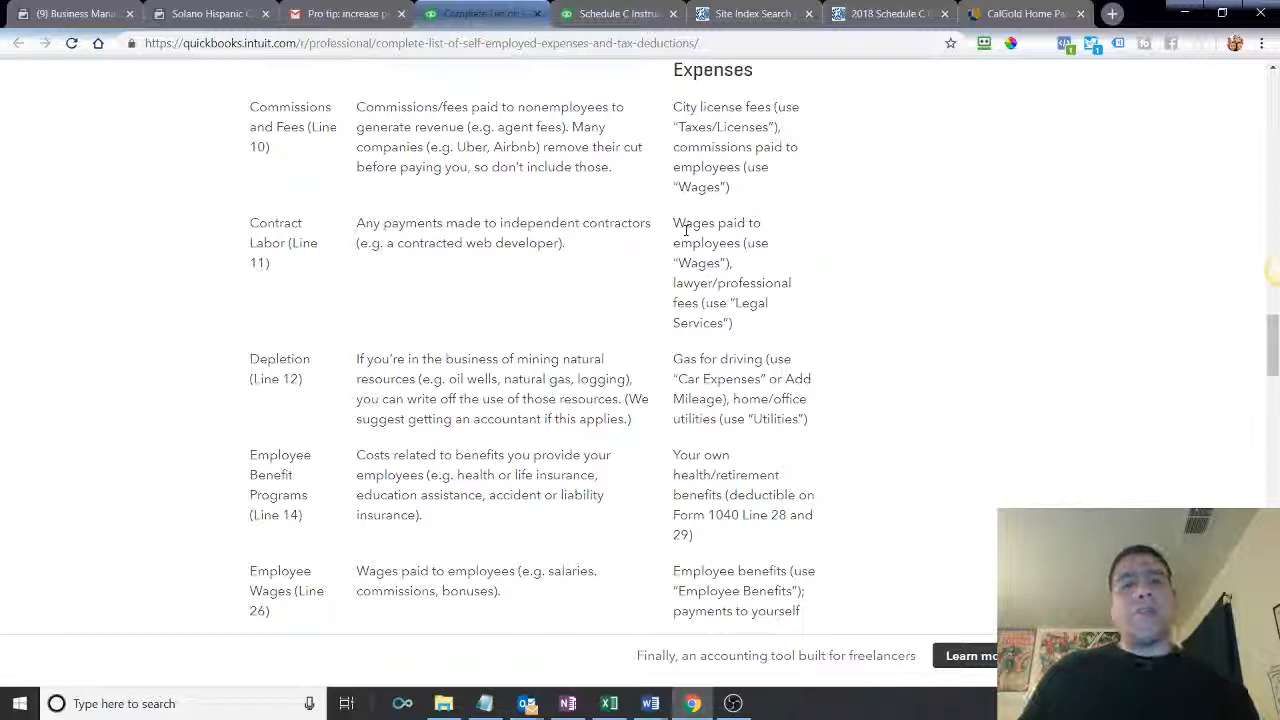 (9) Business Mana
Solano Hispanic C
Pro tip: increase p
Complete List of
Schedule C Instru
Site Index Search
2018 Schedule C (
CalGold Home Pa
https://quickbooks.intuit.com/r/professional/complete-list-of-self-employed-expenses-and-tax-deductions/
Expenses
Commissions
and Fees (Line
10)
Commissions/fees paid to nonemployees to
generate revenue (e.g. agent fees). Many
companies (e.g. Uber, Airbnb) remove their cut
before paying you, so don't include those.
City license fees (use
“Taxes/Licenses”),
commissions paid to
employees (use
“Wages”)
Contract
Labor (Line
11)
Any payments made to independent contractors
(e.g. a contracted web developer).
Wages paid to
employees (use
“Wages”),
lawyer/professional
fees (use “Legal
Services”)
Depletion
(Line 12)
If you’re in the business of mining natural
resources (e.g. oil wells, natural gas, logging),
you can write off the use of those resources. (We
suggest getting an accountant if this applies.)
Gas for driving (use
“Car Expenses” or Add
Mileage), home/office
utilities (use “Utilities”)
Employee
Benefit
Programs
(Line 14)
Costs related to benefits you provide your
employees (e.g. health or life insurance,
education assistance, accident or liability
insurance).
Your own
health/retirement
benefits (deductible on
Form 1040 Line 28 and
29)
Employee
Wages (Line
26)
Wages paid to employees (e.g. salaries.
commissions, bonuses).
Employee benefits (use
“Employee Benefits”);
payments to yourself
Finally, an accounting tool built for freelancers
Learn mo
Type here to search